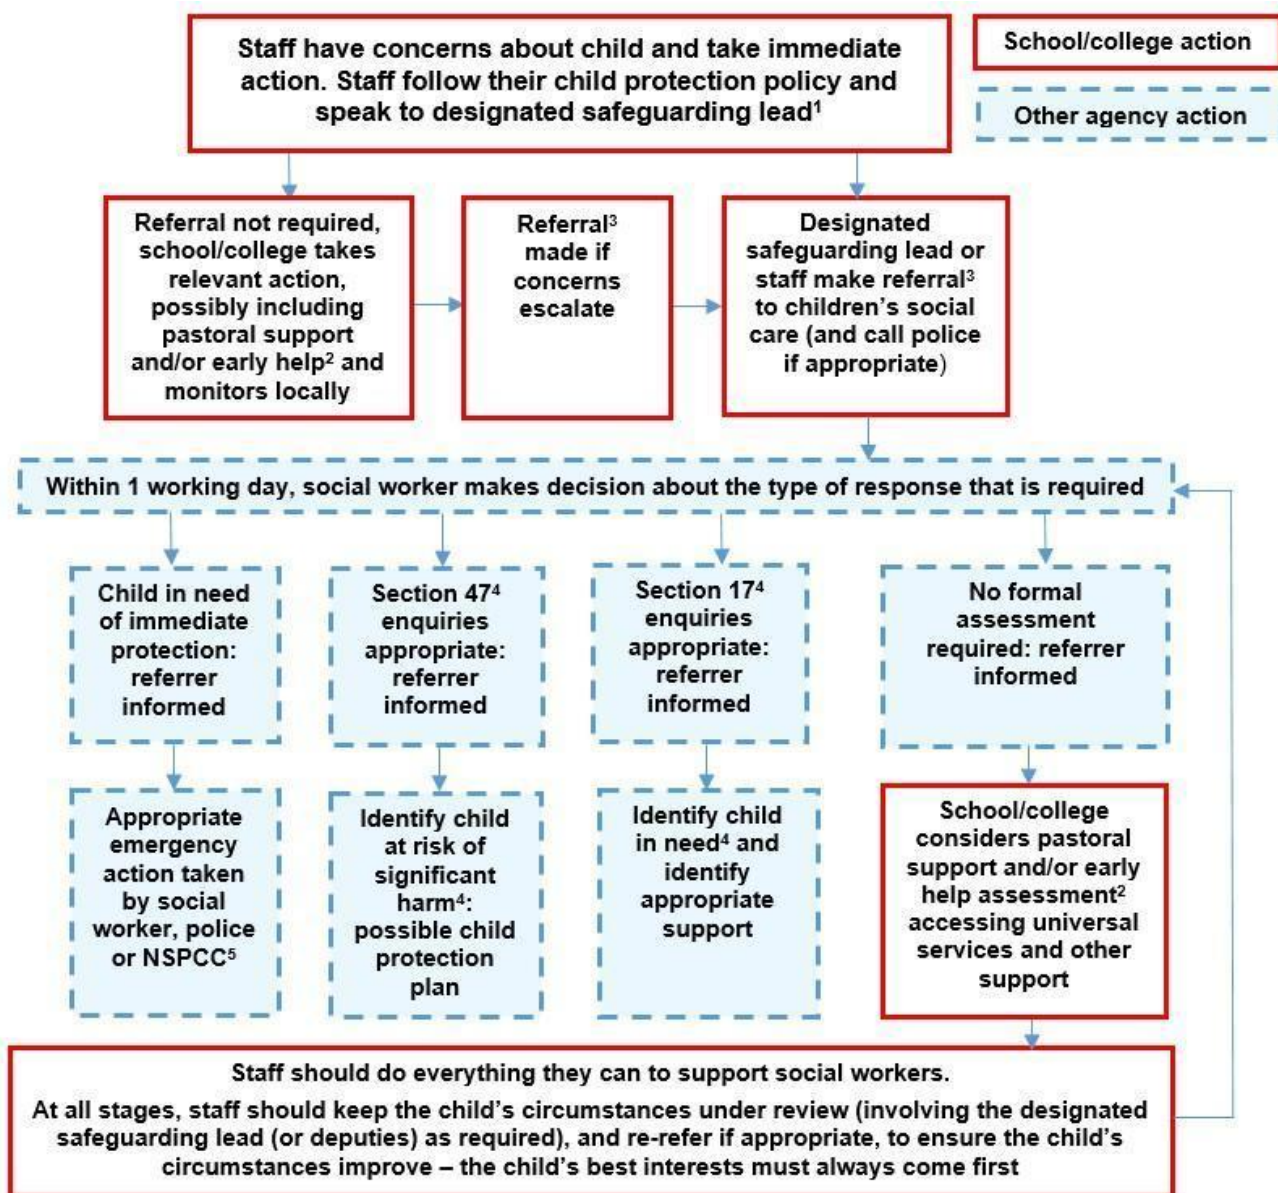 Staff have concerns about child and take immediate
action. Staff follow their child protection policy and
speak to designated safeguarding lead¹
School/college action
Other agency action
Referral not required,
school/college takes
relevant action,
possibly including
pastoral support
and/or early help² and
monitors locally
Referral³
made if
concerns
escalate
Designated
safeguarding lead or
staff make referral³
to children’s social
care (and call police
if appropriate)
Within 1 working day, social worker makes decision about the type of response that is required
Child in need
of immediate
protection:
referrer
informed
Section 47⁴
enquiries
appropriate:
referrer
informed
Section 17⁴
enquiries
appropriate:
referrer
informed
No formal
assessment
required: referrer
informed
Appropriate
emergency
action taken
by social
worker, police
or NSPCC⁵
Identify child
at risk of
significant
harm⁴:
possible child
protection
plan
Identify child
in need⁴ and
identify
appropriate
support
School/college
considers pastoral
support and/or early
help assessment²
accessing universal
services and other
support
Staff should do everything they can to support social workers.
At all stages, staff should keep the child’s circumstances under review (involving the designated
safeguarding lead (or deputies) as required), and re-refer if appropriate, to ensure the child’s
circumstances improve – the child’s best interests must always come first